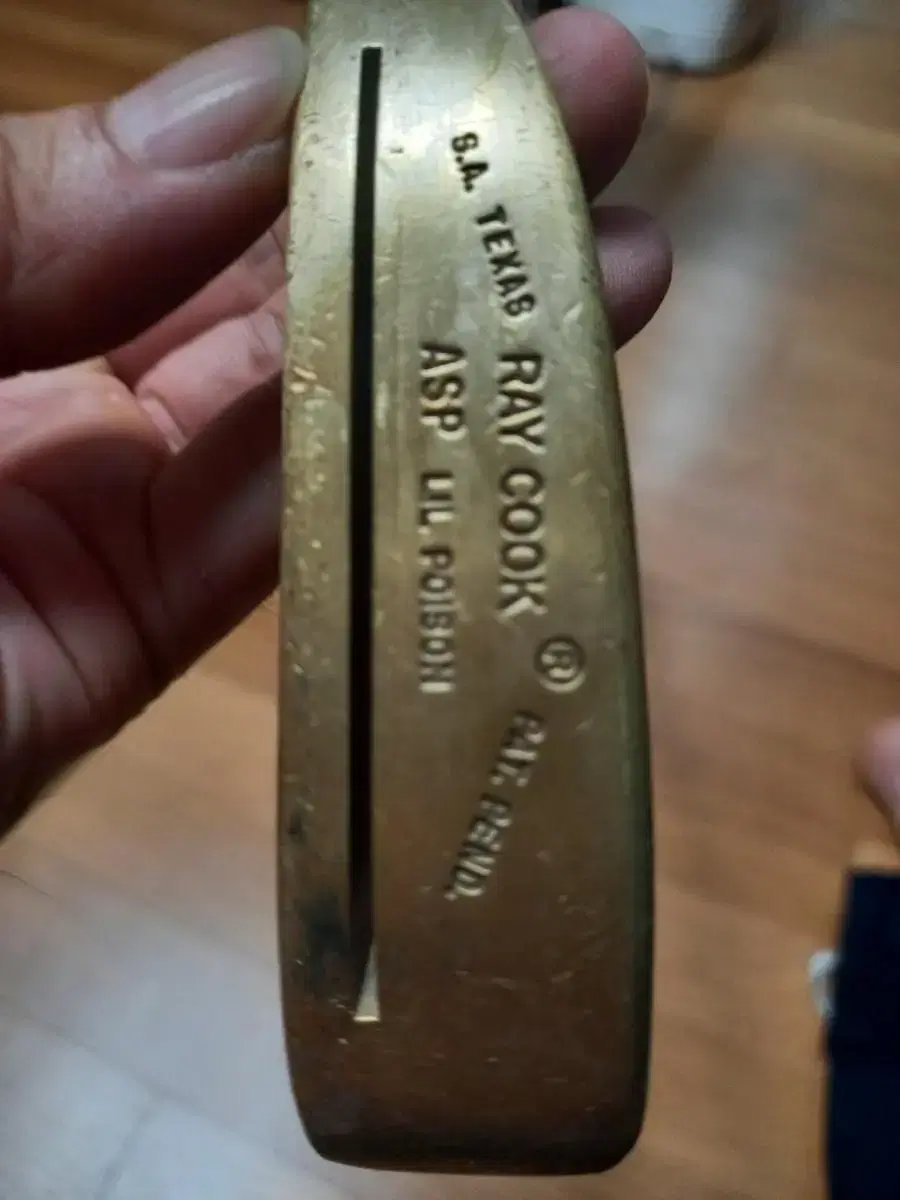 S.A. TEXAS RAY COOK ® PAT. PEND.
ASP LIL POISON